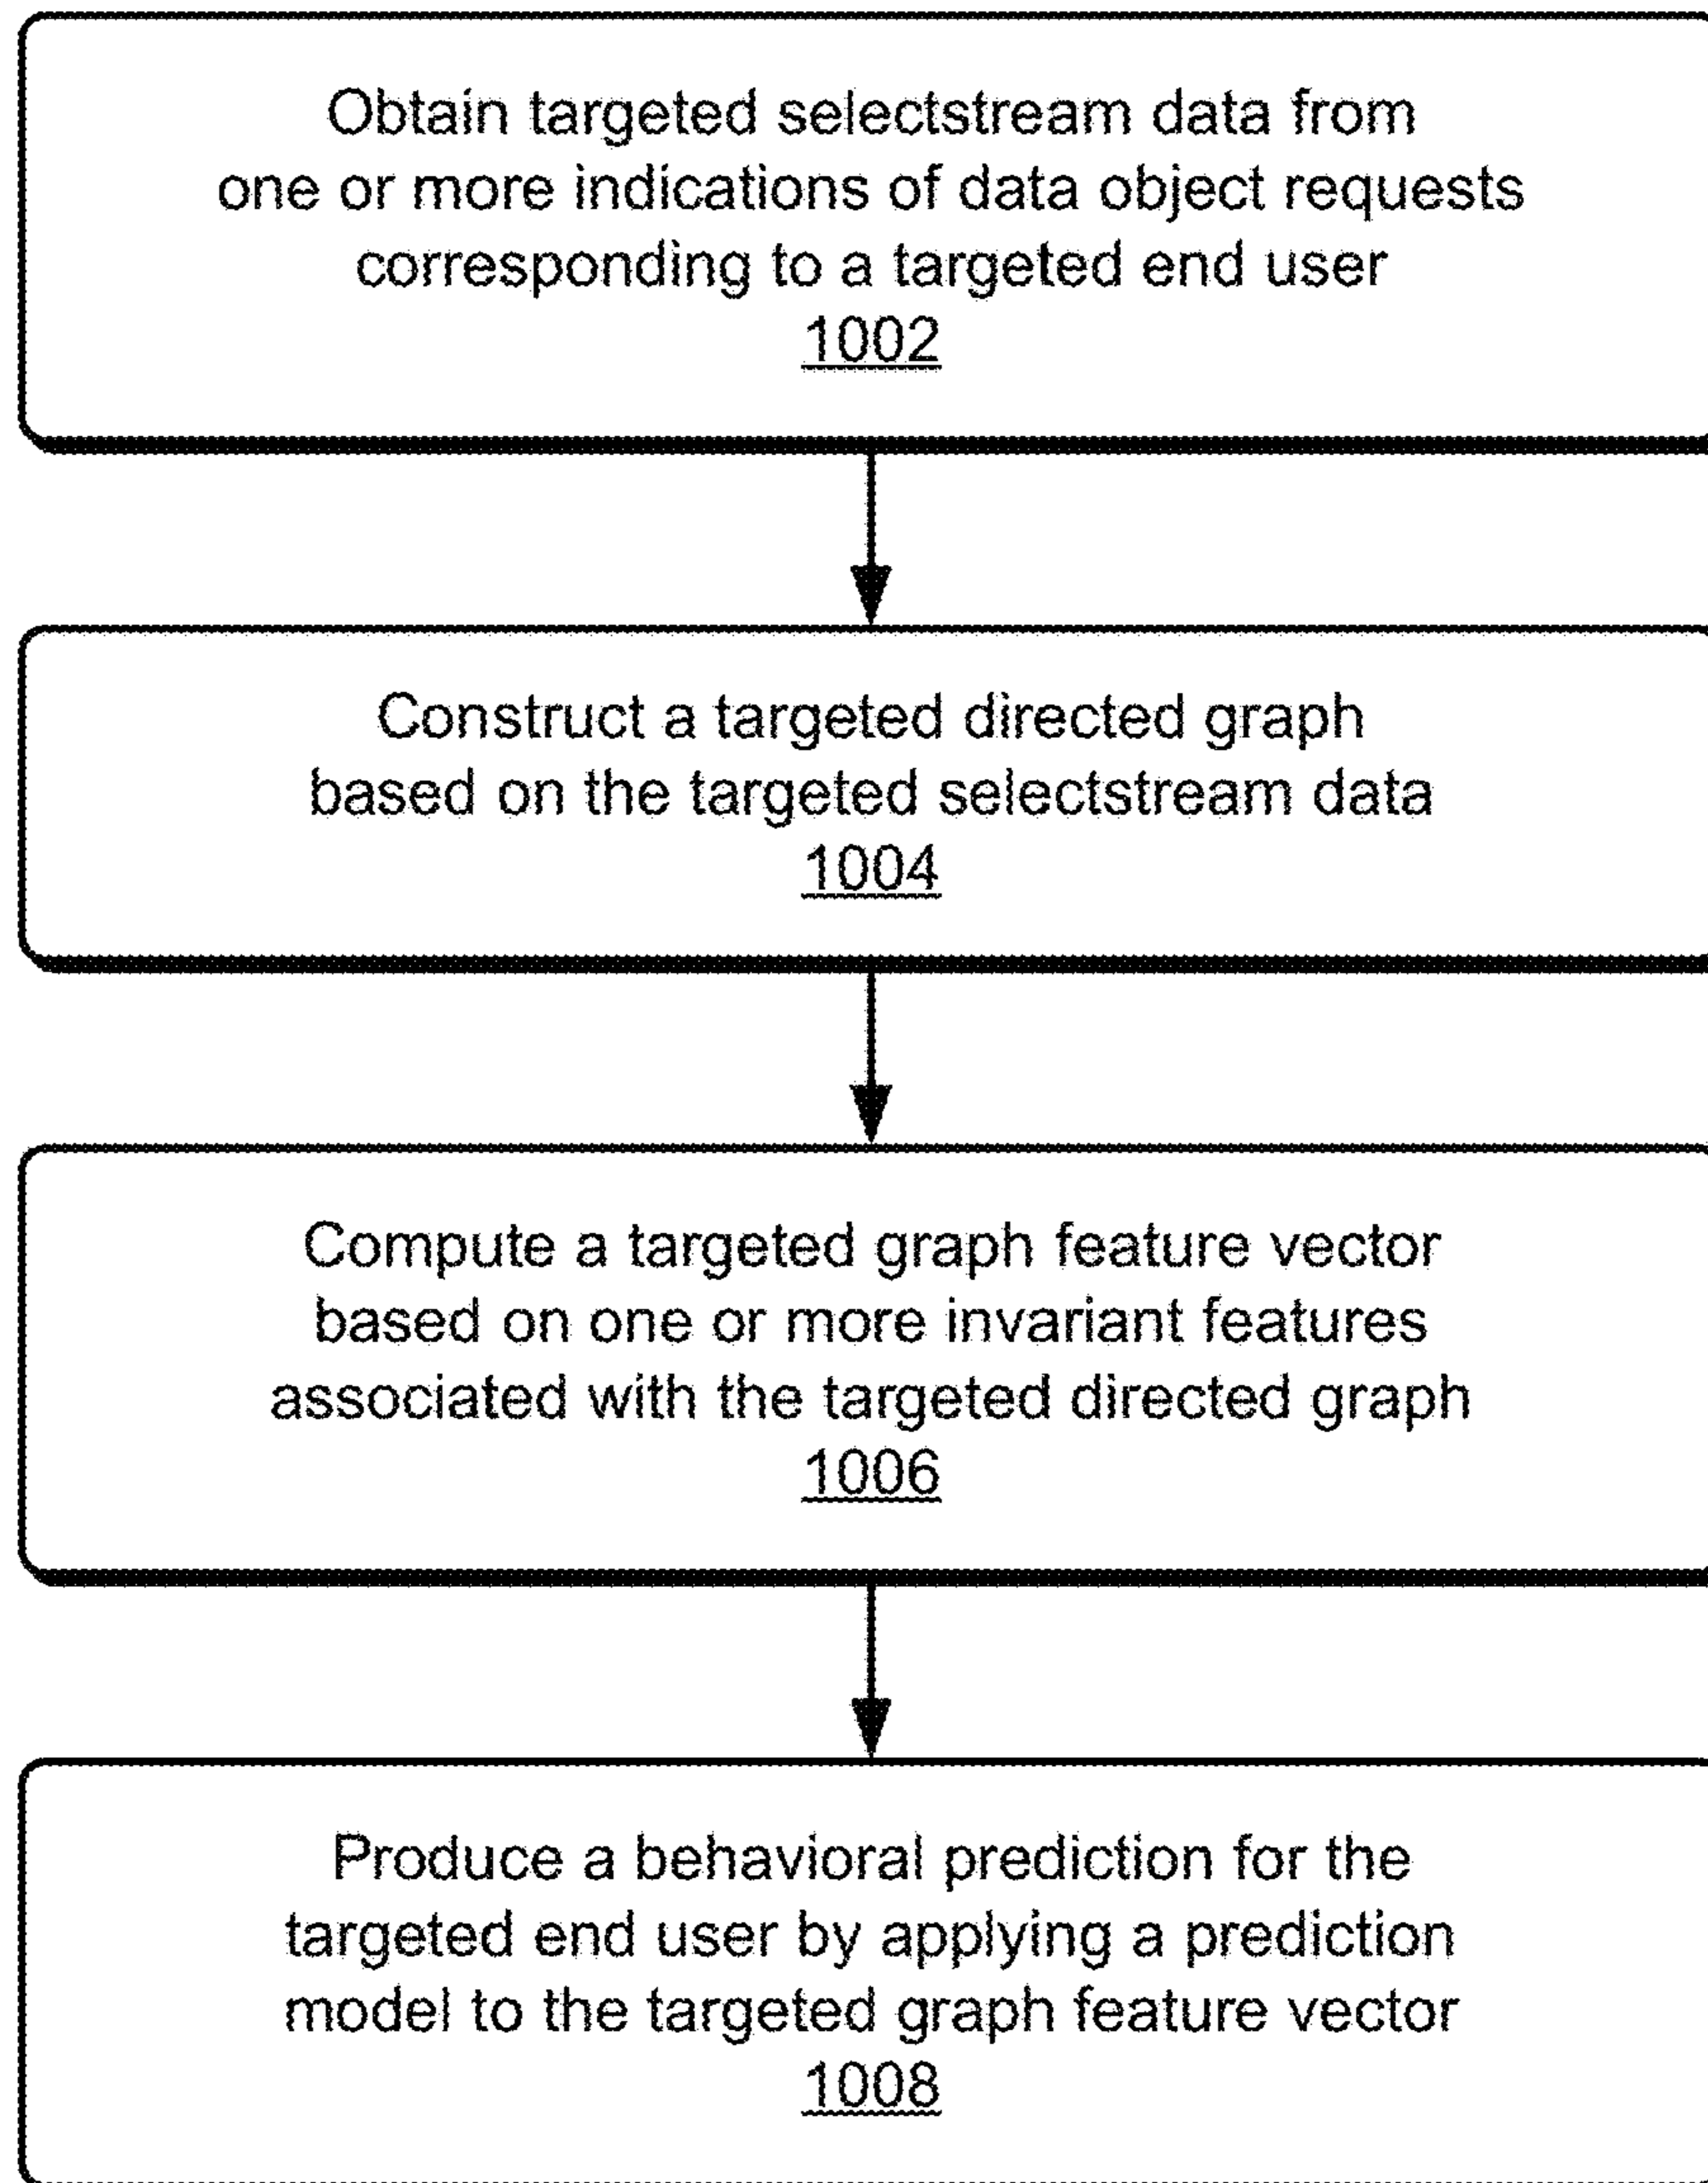 Obtain targeted selectstream data from
one or more indications of data object requests
corresponding to a targeted end user
1002
Construct a targeted directed graph
based on the targeted selectstream data
1004
Compute a targeted graph feature vector
based on one or more invariant features
associated with the targeted directed graph
1006
Produce a behavioral prediction for the
targeted end user by applying a prediction
model to the targeted graph feature vector
1008